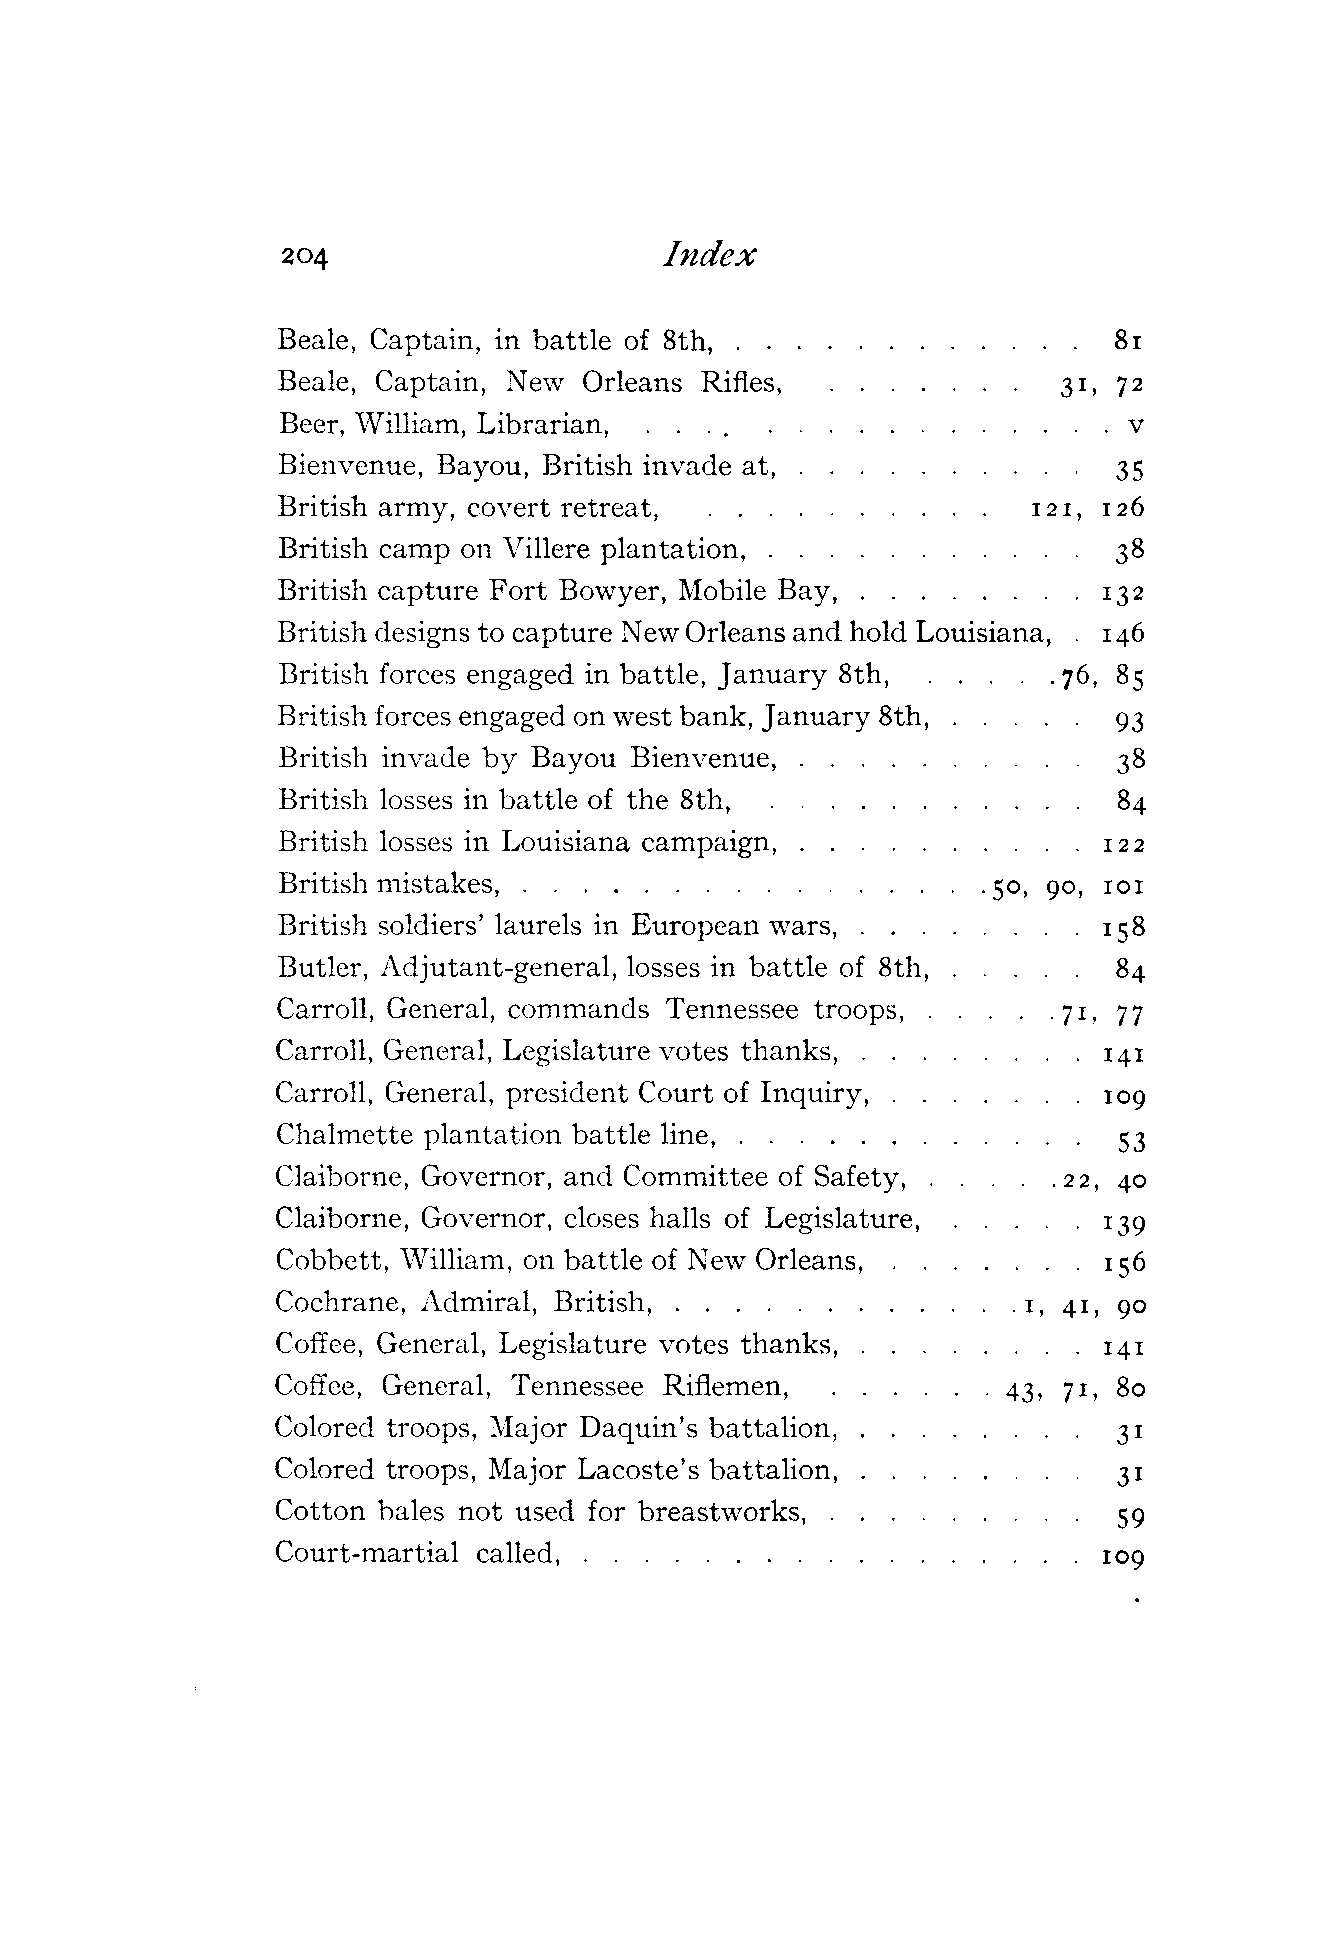 204 Index
Beale, Captain, in battle of 8th, . . . . . . . . . . . . 81
Beale, Captain, New Orleans Rifles, . . . . . . . 31, 72
Beer, William, Librarian, . . . . . . . . . . . . . . . . v
Bienvenue, Bayou, British invade at, . . . . . . . . . . 35
British army, covert retreat, . . . . . . . . . . 121, 126
British camp on Villere plantation, . . . . . . . . . . . 38
British capture Fort Bowyer, Mobile Bay, . . . . . . . . 132
British designs to capture New Orleans and hold Louisiana, . 146
British forces engaged in battle, January 8th, . . . . . 76, 85
British forces engaged on west bank, January 8th, . . . . . 93
British invade by Bayou Bienvenue, . . . . . . . . . . 38
British losses in battle of the 8th, . . . . . . . . . . . 84
British losses in Louisiana campaign, . . . . . . . . . . 122
British mistakes, . . . . . . . . . . . . . . . . 50, 90, 101
British soldiers' laurels in European wars, . . . . . . . . 158
Butler, Adjutant-general, losses in battle of 8th, . . . . . 84
Carroll, General, commands Tennessee troops, . . . . . 71, 77
Carroll, General, Legislature votes thanks, . . . . . . . . 141
Carroll, General, president Court of Inquiry, . . . . . . . 109
Chalmette plantation battle line, . . . . . . . . . . . . 53
Claiborne, Governor, and Committee of Safety, . . . . . 22, 40
Claiborne, Governor, closes halls of Legislature, . . . . . 139
Cobbett, William, on battle of New Orleans, . . . . . . . 156
Cochrane, Admiral, British, . . . . . . . . . . . . 1, 41, 90
Coffee, General, Legislature votes thanks, . . . . . . . . 141
Coffee, General, Tennessee Riflemen, . . . . . . 43, 71, 80
Colored troops, Major Daquin's battalion, . . . . . . . . 31
Colored troops, Major Lacoste's battalion, . . . . . . . . 31
Cotton bales not used for breastworks, . . . . . . . . . 59
Court-martial called, . . . . . . . . . . . . . . . . . 109